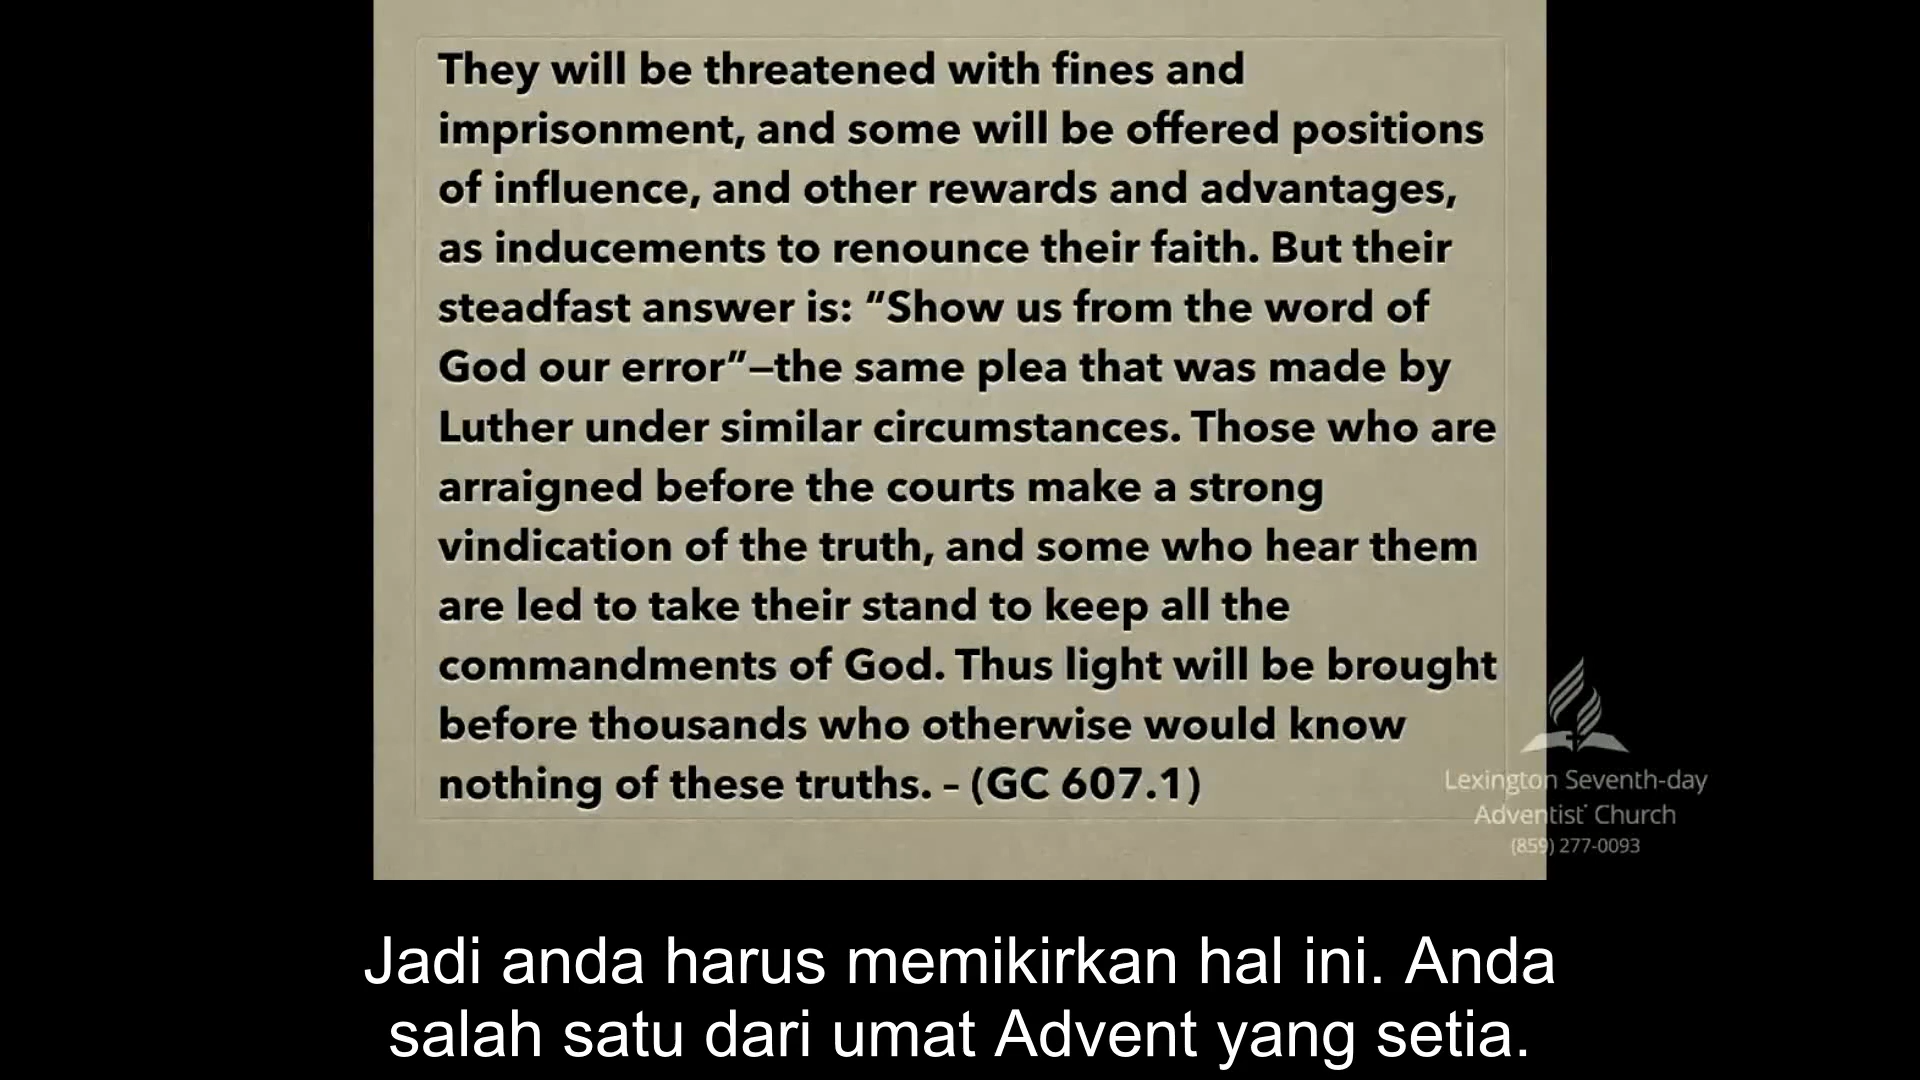 They will be threatened with fines and
imprisonment, and some will be offered positions
of influence, and other rewards and advantages,
as inducements to renounce their faith. But their
steadfast answer is: “Show us from the word of
God our error”—the same plea that was made by
Luther under similar circumstances. Those who are
arraigned before the courts make a strong
vindication of the truth, and some who hear them
are led to take their stand to keep all the
commandments of God. Thus light will be brought
before thousands who otherwise would know
nothing of these truths. – (GC 607.1)
Lexington Seventh-day
Adventist Church
(859) 277-0093
Jadi anda harus memikirkan hal ini. Anda
salah satu dari umat Advent yang setia.